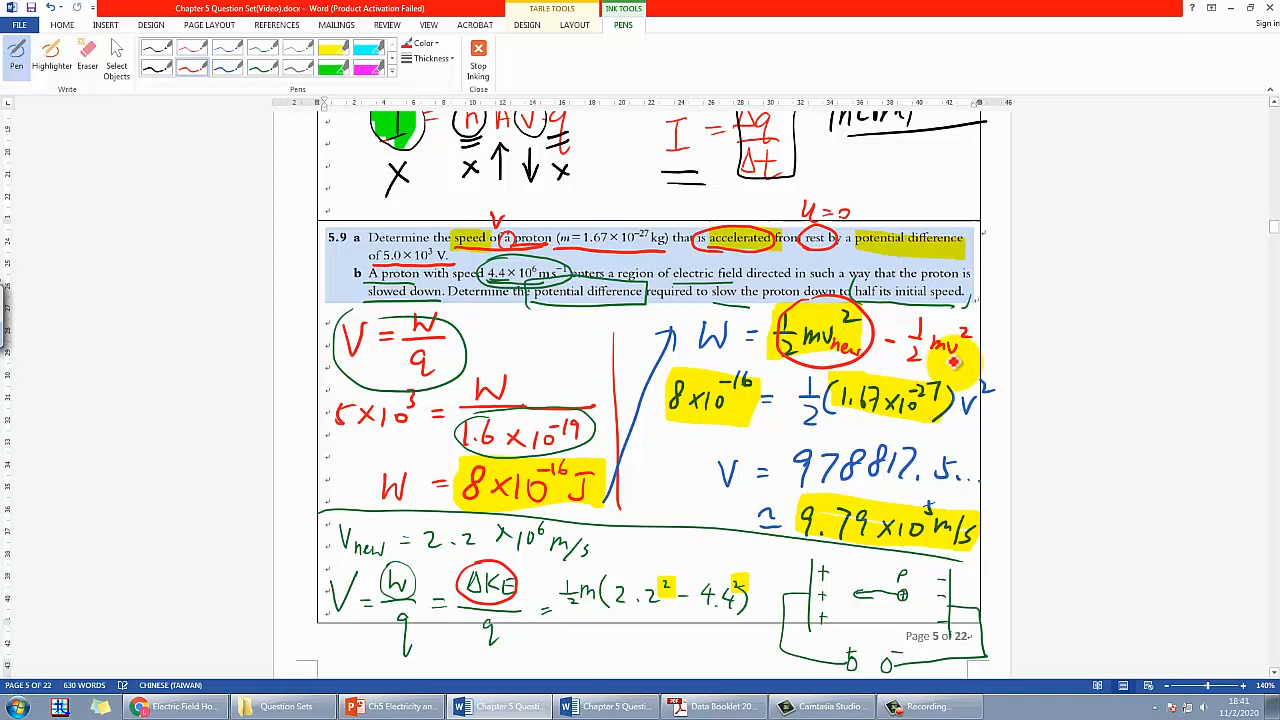 Chapter 5 Question Set(Video).docx - Word (Product Activation Failed)
TABLE TOOLS
INK TOOLS
FILE HOME INSERT DESIGN PAGE LAYOUT REFERENCES MAILINGS REVIEW VIEW ACROBAT DESIGN LAYOUT PENS
Sign in
Pen Highlighter Eraser Select Objects
Color
Thickness
Stop Inking
Write Pens Close
I = n A v q
I = Δq / Δt
x x ↑ ↓ x
v
u = 0
5.9 a Determine the speed of a proton (m = 1.67 × 10⁻²⁷ kg) that is accelerated from rest by a potential difference
of 5.0 × 10³ V.
b A proton with speed 4.4 × 10⁶ m s⁻¹ enters a region of electric field directed in such a way that the proton is
slowed down. Determine the potential difference required to slow the proton down to half its initial speed.
V = W / q
5×10³ = W / 1.6 × 10⁻¹⁹
W = 8×10⁻¹⁶ J
W = ½ mv²new − ½ mv²
8×10⁻¹⁶ = ½ (1.67×10⁻²⁷) v²
v = 978817.5...
≃ 9.79 ×10⁵ m/s
Vnew = 2.2 ×10⁶ m/s
V = W / q = ΔKE / q = ½m(2.2² − 4.4²)
+ + +
P
+
− − −
+ −
Page 5 of 22
PAGE 5 OF 22 630 WORDS CHINESE (TAIWAN) 140%
Electric Field Ho... Question Sets Ch5 Electricity an... Chapter 5 Questi... Chapter 5 Questi... Data Booklet 20... Camtasia Studio ... Recording...
18:41
11/2/2020